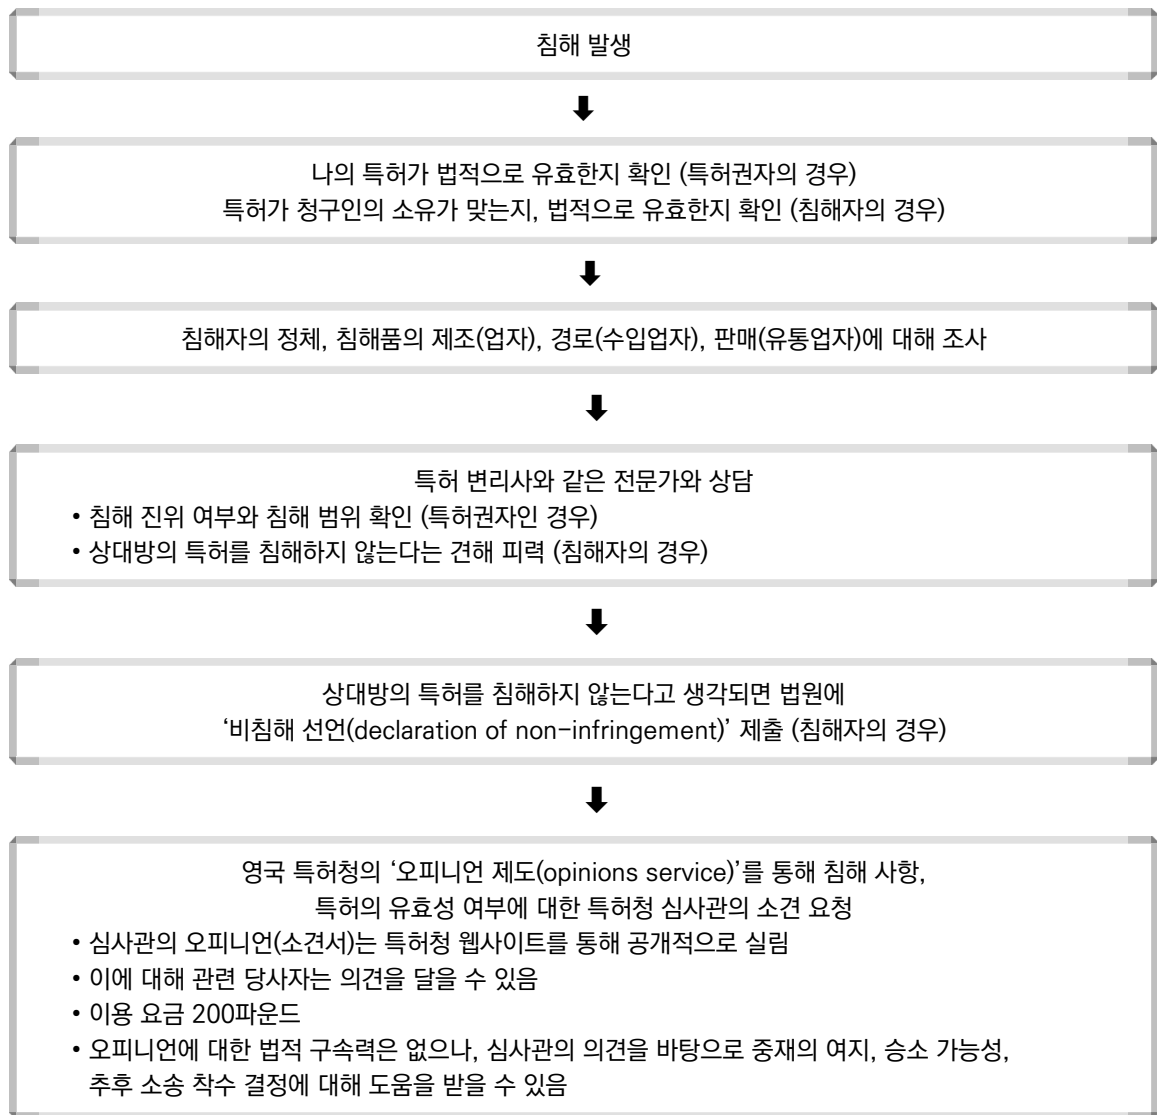 침해 발생
나의 특허가 법적으로 유효한지 확인 (특허권자의 경우)
특허가 청구인의 소유가 맞는지, 법적으로 유효한지 확인 (침해자의 경우)
침해자의 정체, 침해품의 제조(업자), 경로(수입업자), 판매(유통업자)에 대해 조사
특허 변리사와 같은 전문가와 상담
• 침해 진위 여부와 침해 범위 확인 (특허권자인 경우)
• 상대방의 특허를 침해하지 않는다는 견해 피력 (침해자의 경우)
상대방의 특허를 침해하지 않는다고 생각되면 법원에
‘비침해 선언(declaration of non-infringement)’ 제출 (침해자의 경우)
영국 특허청의 ‘오피니언 제도(opinions service)’를 통해 침해 사항,
특허의 유효성 여부에 대한 특허청 심사관의 소견 요청
• 심사관의 오피니언(소견서)는 특허청 웹사이트를 통해 공개적으로 실림
• 이에 대해 관련 당사자는 의견을 달을 수 있음
• 이용 요금 200파운드
• 오피니언에 대한 법적 구속력은 없으나, 심사관의 의견을 바탕으로 중재의 여지, 승소 가능성,
추후 소송 착수 결정에 대해 도움을 받을 수 있음